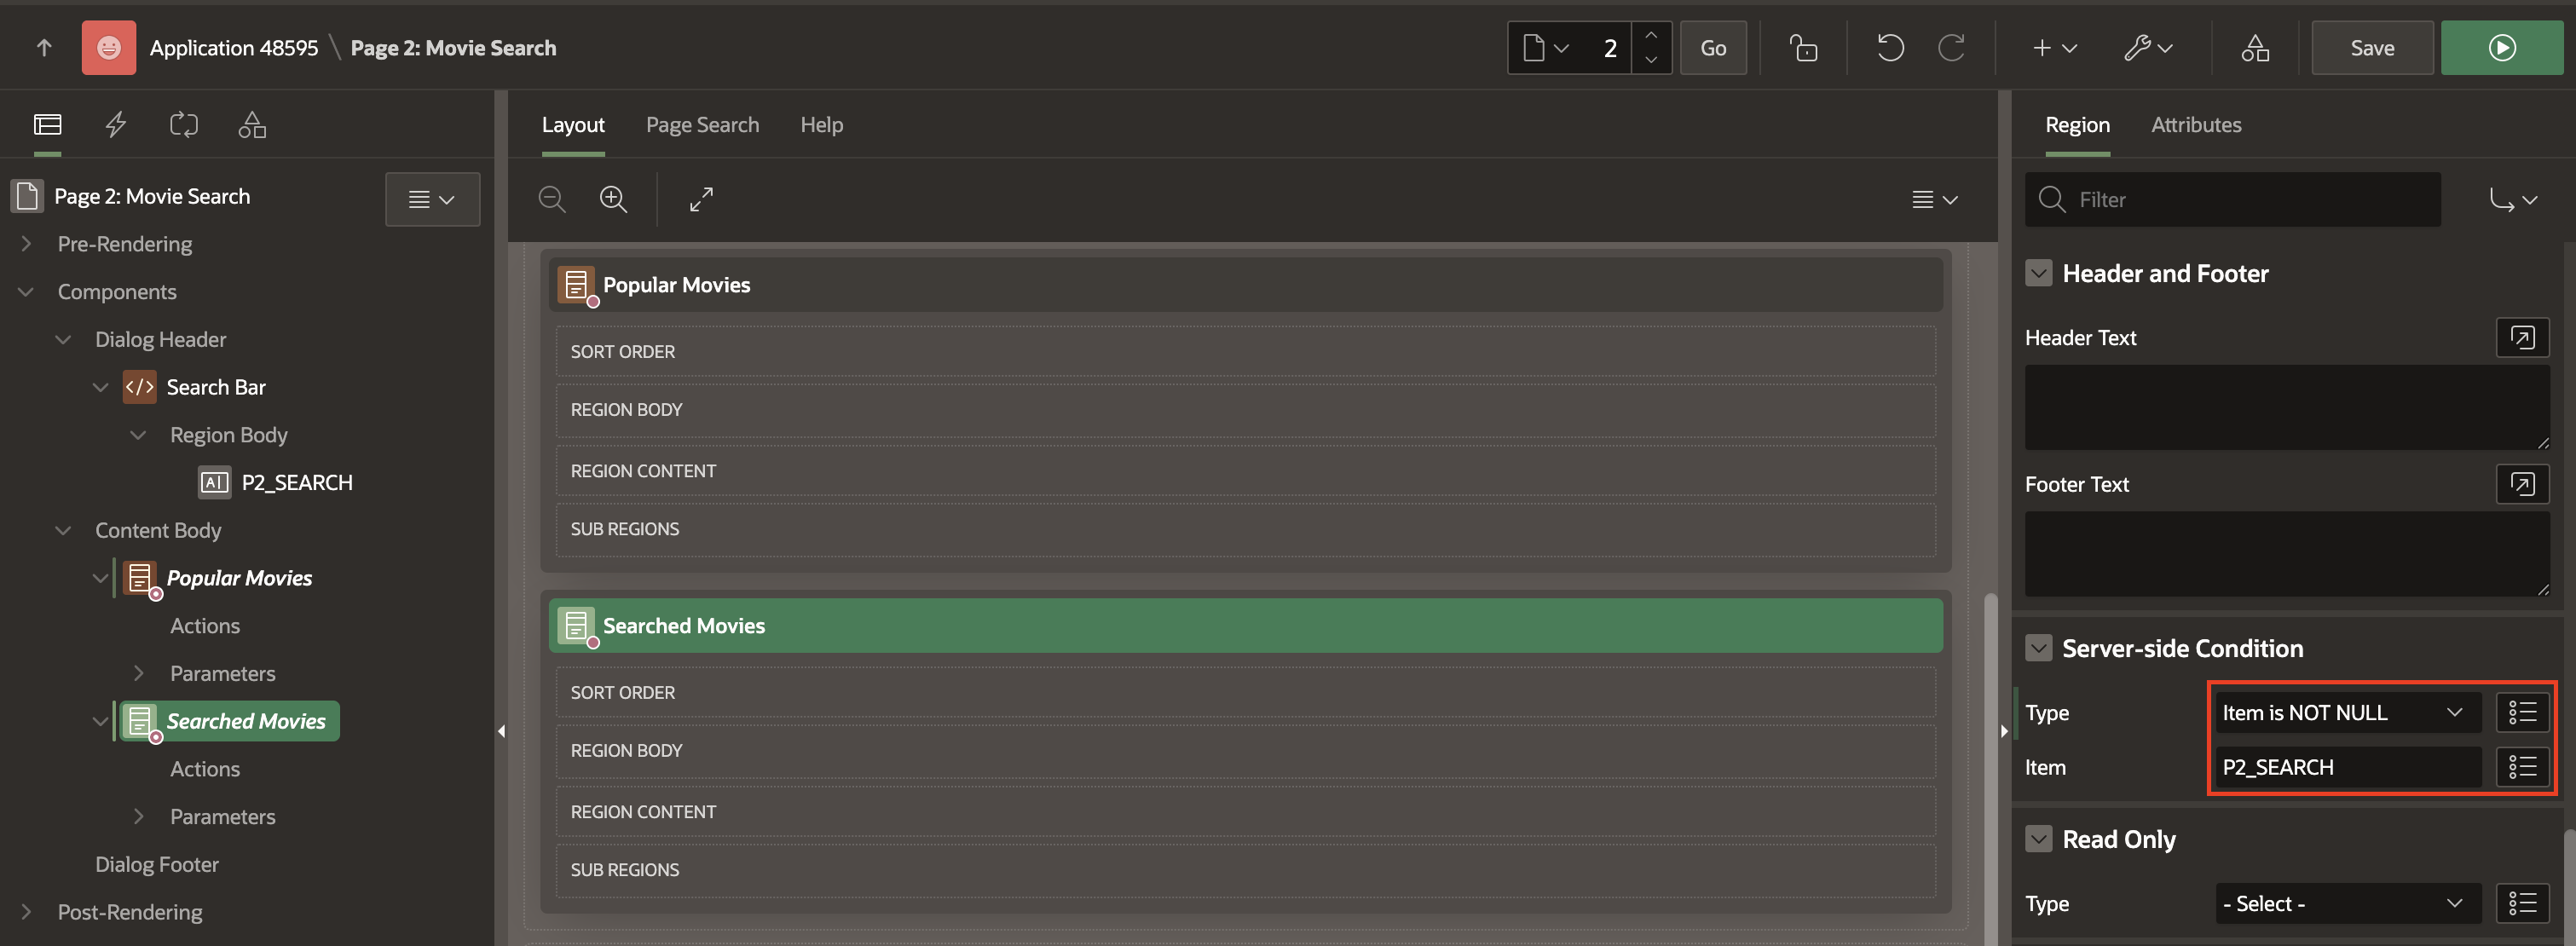 Application 48595 \ Page 2: Movie Search
2
Go
Save
Page 2: Movie Search
Pre-Rendering
Components
Dialog Header
</> Search Bar
Region Body
AI P2_SEARCH
Content Body
Popular Movies
Actions
Parameters
Searched Movies
Actions
Parameters
Dialog Footer
Post-Rendering
Layout Page Search Help
Popular Movies
SORT ORDER
REGION BODY
REGION CONTENT
SUB REGIONS
Searched Movies
SORT ORDER
REGION BODY
REGION CONTENT
SUB REGIONS
Region Attributes
Filter
Header and Footer
Header Text
Footer Text
Server-side Condition
Type Item is NOT NULL
Item P2_SEARCH
Read Only
Type - Select -